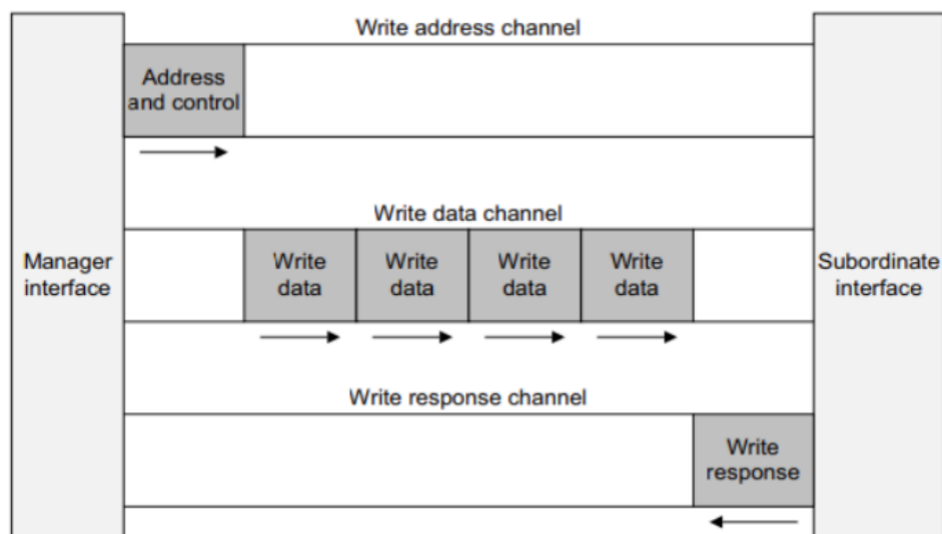 Write address channel
Address
and control
Write data channel
Manager
interface
Write
data
Write
data
Write
data
Write
data
Subordinate
interface
Write response channel
Write
response